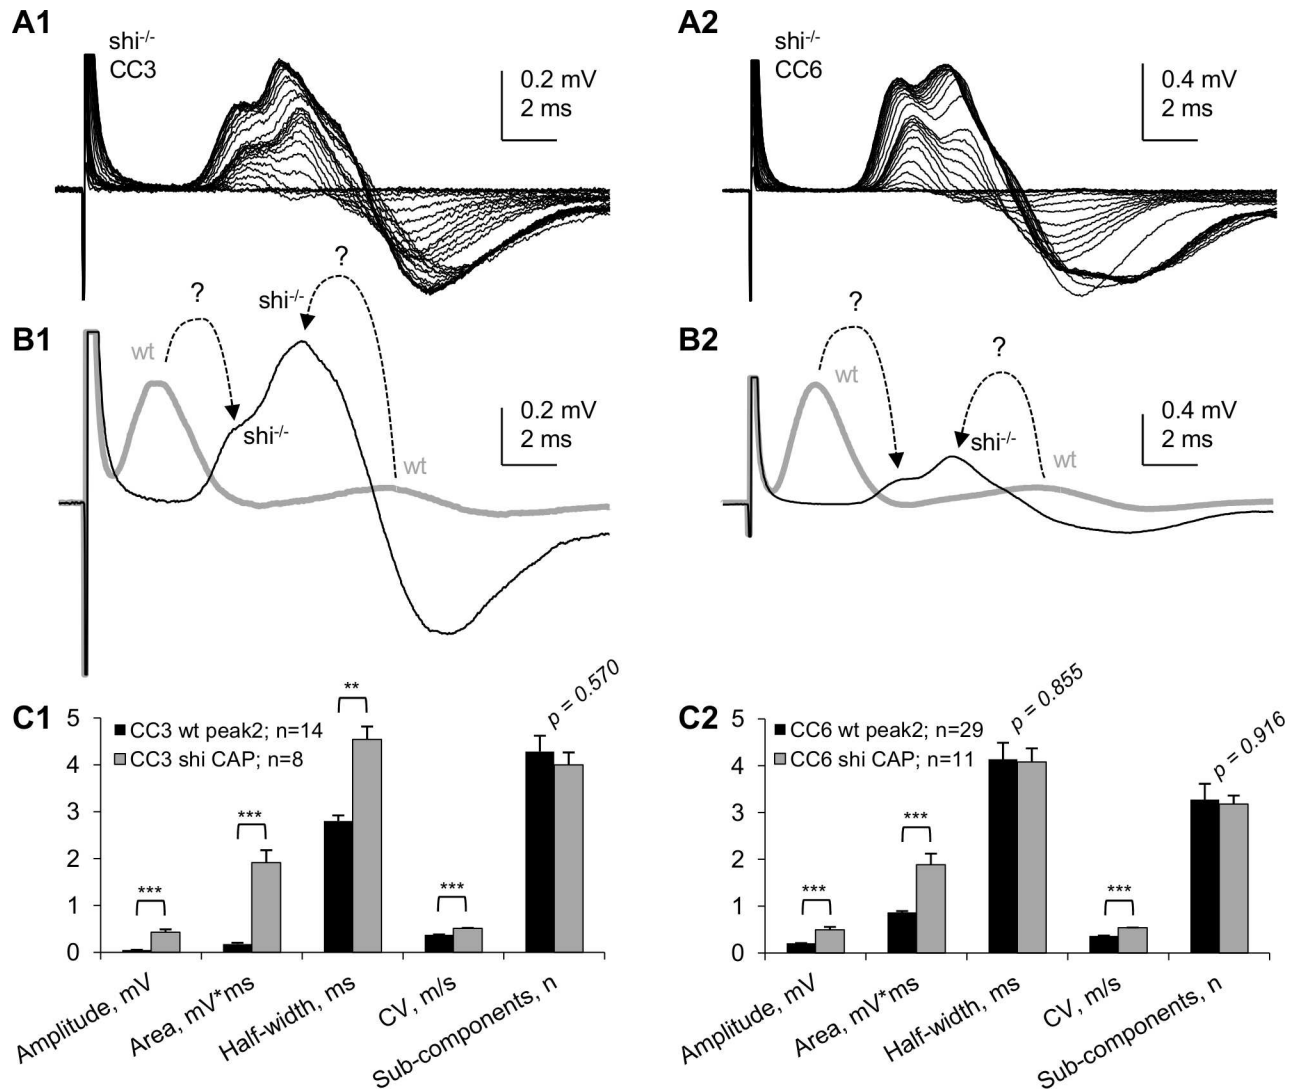 A1
shi-/-
CC3
0.2 mV
2 ms
A2
shi-/-
CC6
0.4 mV
2 ms
B1
wt
?
shi-/-
?
shi-/-
wt
0.2 mV
2 ms
B2
?
wt
?
shi-/-
wt
0.4 mV
2 ms
C1
5
4
3
2
1
0
CC3 wt peak2; n=14
CC3 shi CAP; n=8
***
***
**
***
p = 0.570
Amplitude, mV
Area, mV*ms
Half-width, ms
CV, m/s
Sub-components, n
C2
5
4
3
2
1
0
CC6 wt peak2; n=29
CC6 shi CAP; n=11
***
***
p = 0.855
***
p = 0.916
Amplitude, mV
Area, mV*ms
Half-width, ms
CV, m/s
Sub-components, n